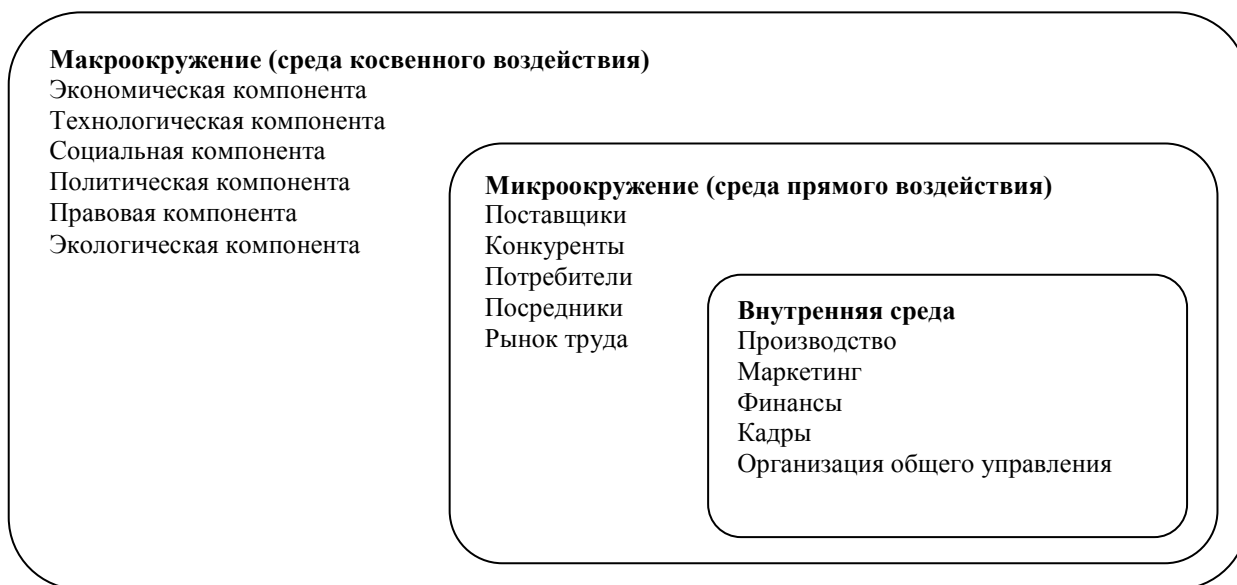 Макроокружение (среда косвенного воздействия)
Экономическая компонента
Технологическая компонента
Социальная компонента
Политическая компонента
Правовая компонента
Экологическая компонента
Микроокружение (среда прямого воздействия)
Поставщики
Конкуренты
Потребители
Посредники
Рынок труда
Внутренняя среда
Производство
Маркетинг
Финансы
Кадры
Организация общего управления